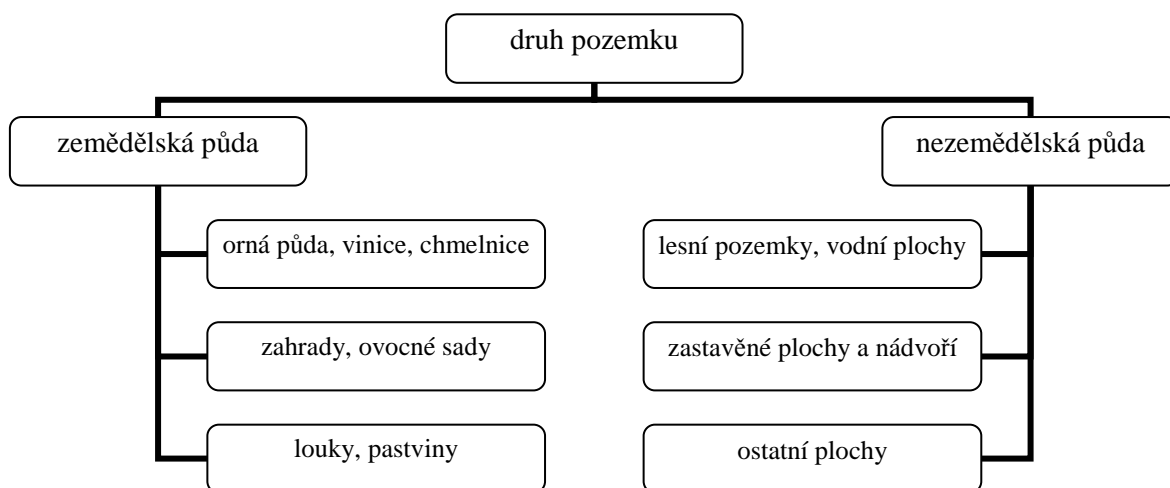 druh pozemku
zemědělská půda
nezemědělská půda
orná půda, vinice, chmelnice
lesní pozemky, vodní plochy
zahrady, ovocné sady
zastavěné plochy a nádvoří
louky, pastviny
ostatní plochy